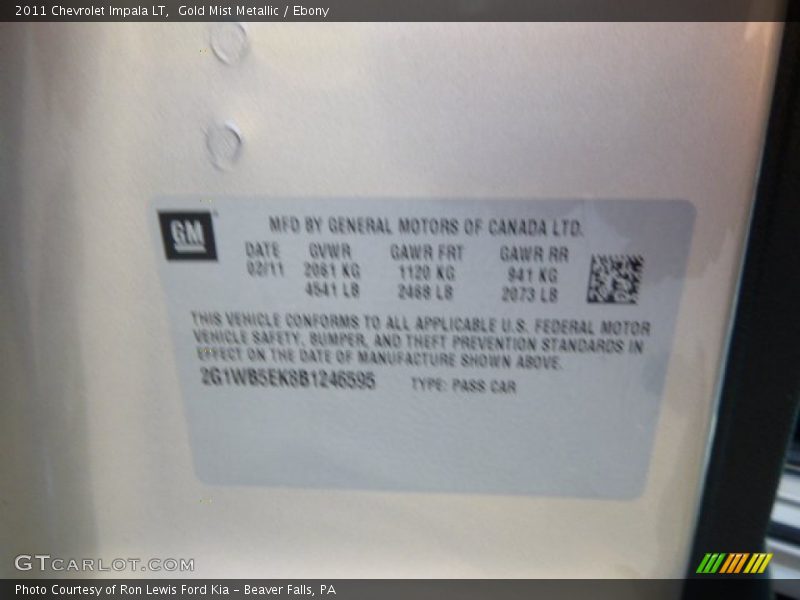 2011 Chevrolet Impala LT,  Gold Mist Metallic / Ebony
GM
MFD BY GENERAL MOTORS OF CANADA LTD.
DATE GVWR GAWR FRT GAWR RR
02/11 2061 KG 1120 KG 941 KG
4541 LB 2468 LB 2073 LB
THIS VEHICLE CONFORMS TO ALL APPLICABLE U.S. FEDERAL MOTOR
VEHICLE SAFETY, BUMPER, AND THEFT PREVENTION STANDARDS IN
EFFECT ON THE DATE OF MANUFACTURE SHOWN ABOVE.
2G1WB5EK8B1246595 TYPE: PASS CAR
GTCARLOT.COM
Photo Courtesy of Ron Lewis Ford Kia – Beaver Falls, PA